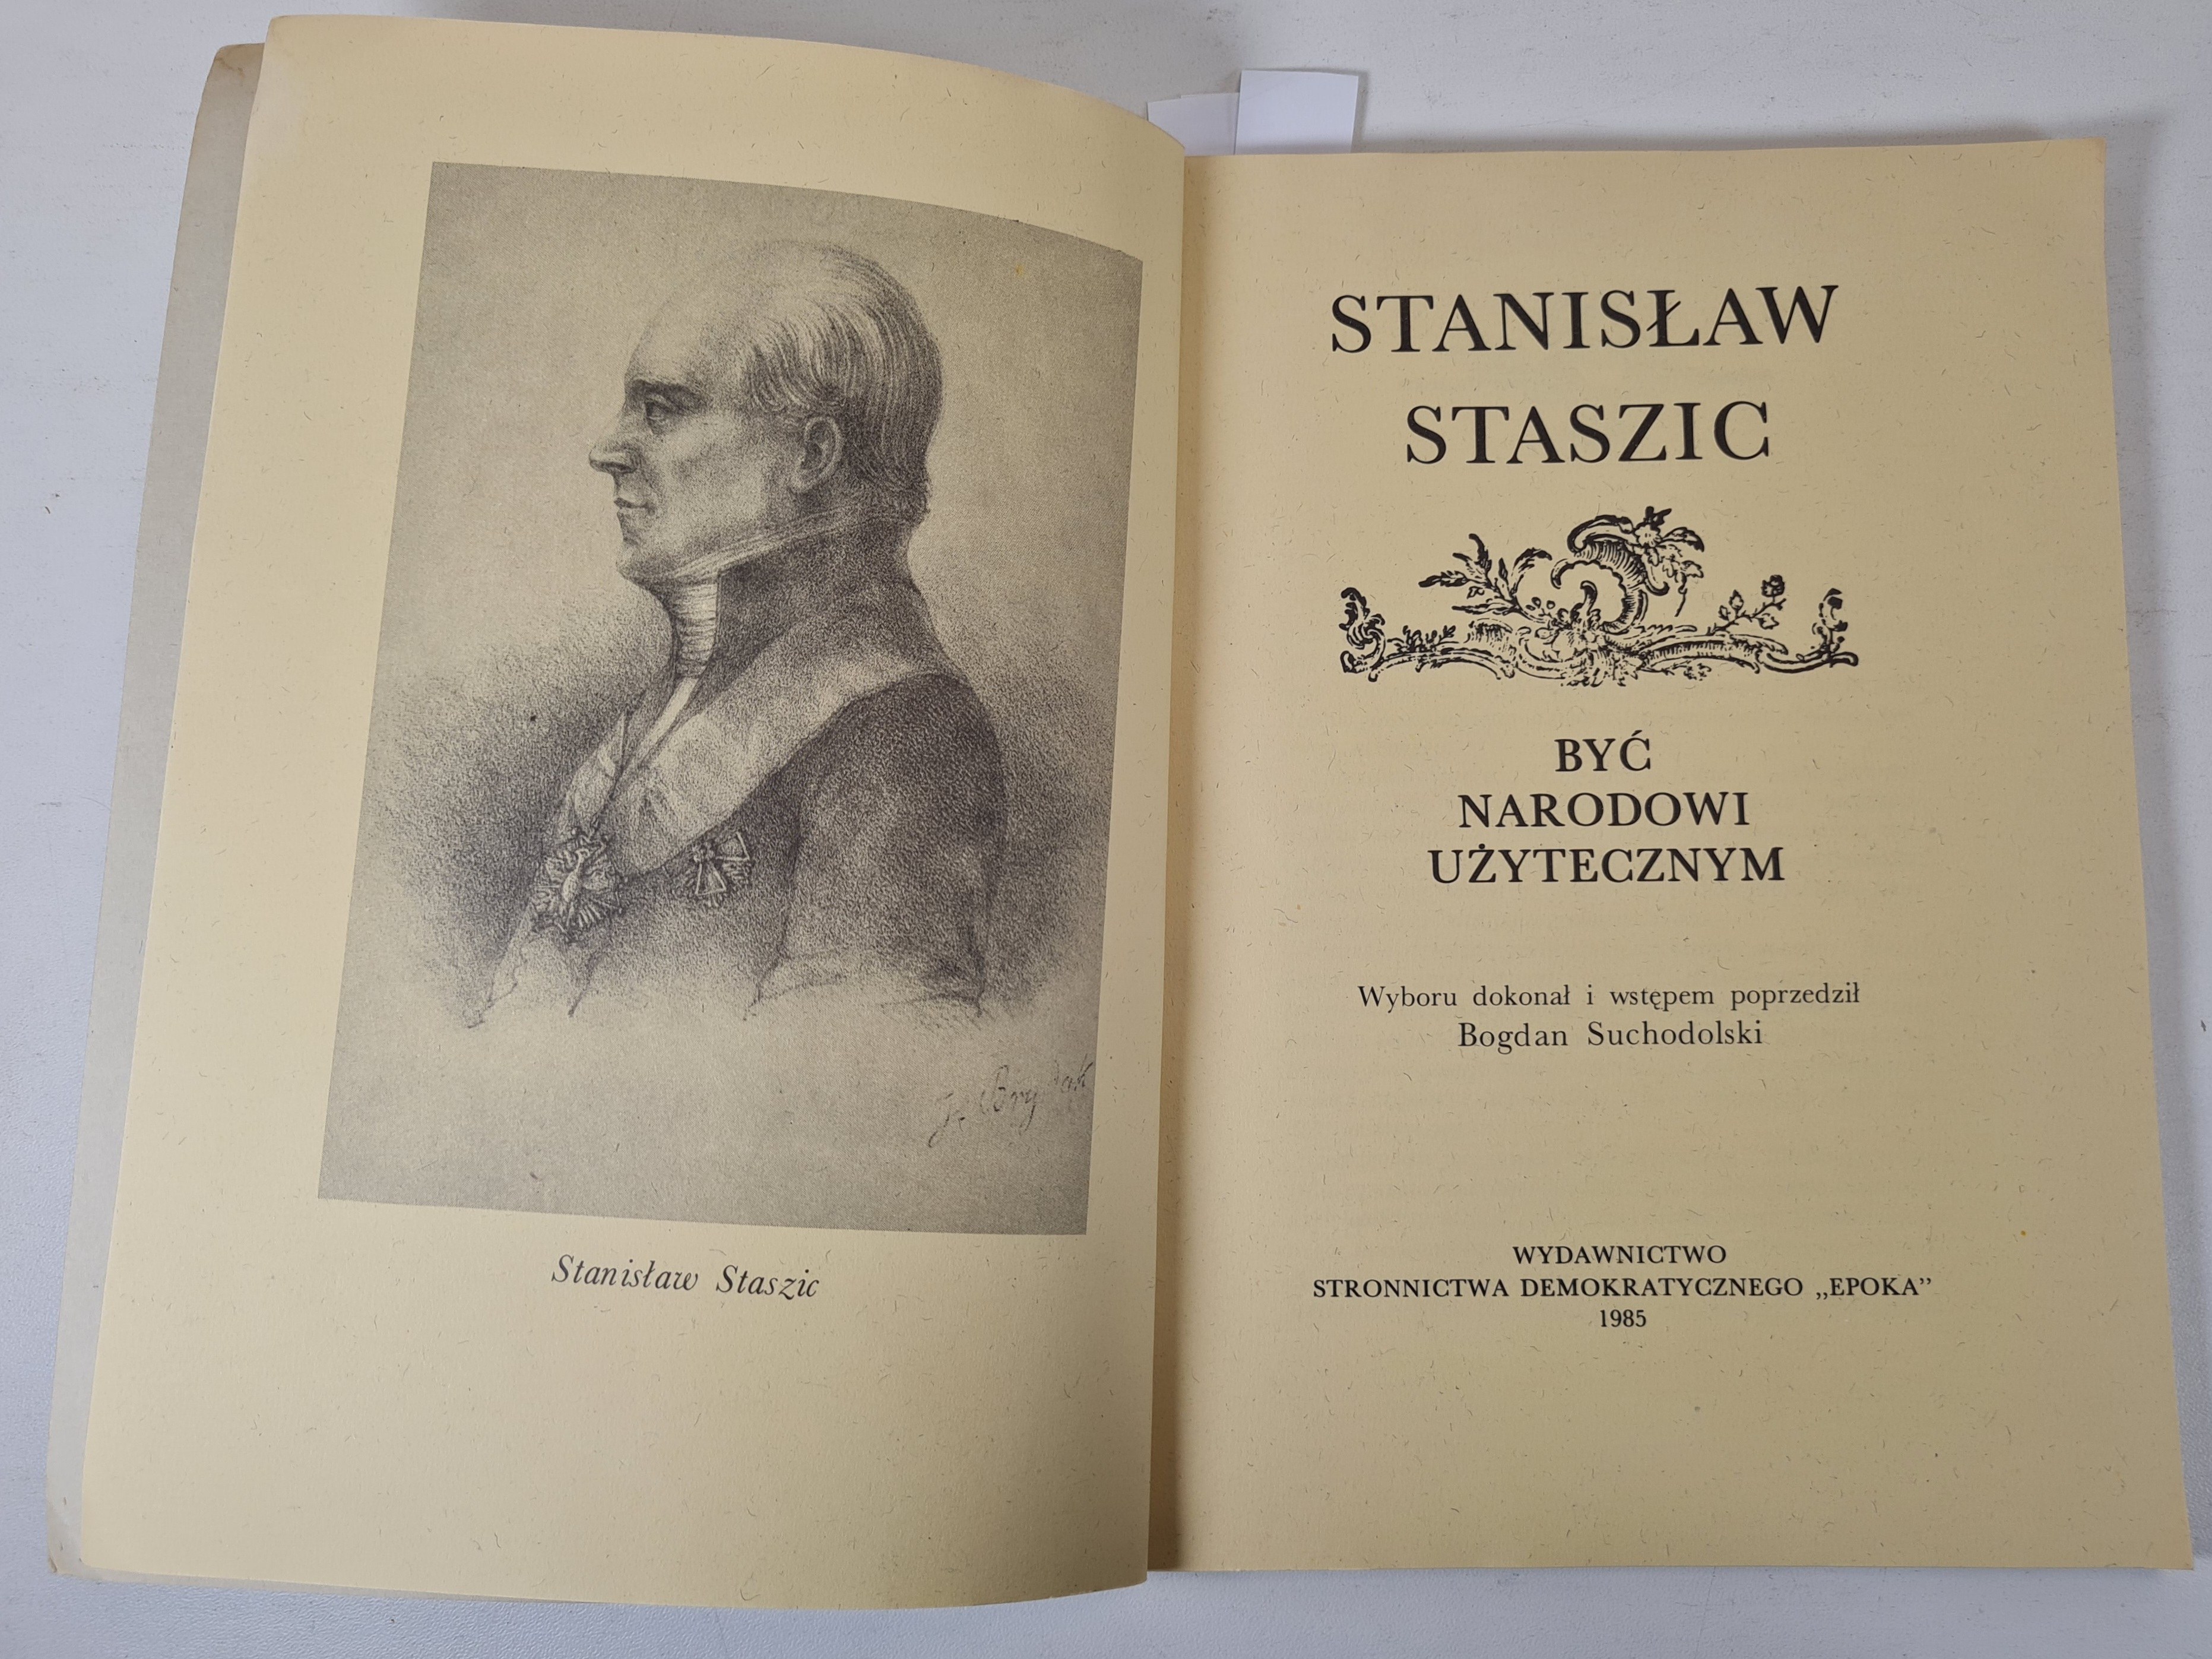 Stanisław Staszic
STANISŁAW
STASZIC
BYĆ
NARODOWI
UŻYTECZNYM
Wyboru dokonał i wstępem poprzedził
Bogdan Suchodolski
WYDAWNICTWO
STRONNICTWA DEMOKRATYCZNEGO „EPOKA”
1985